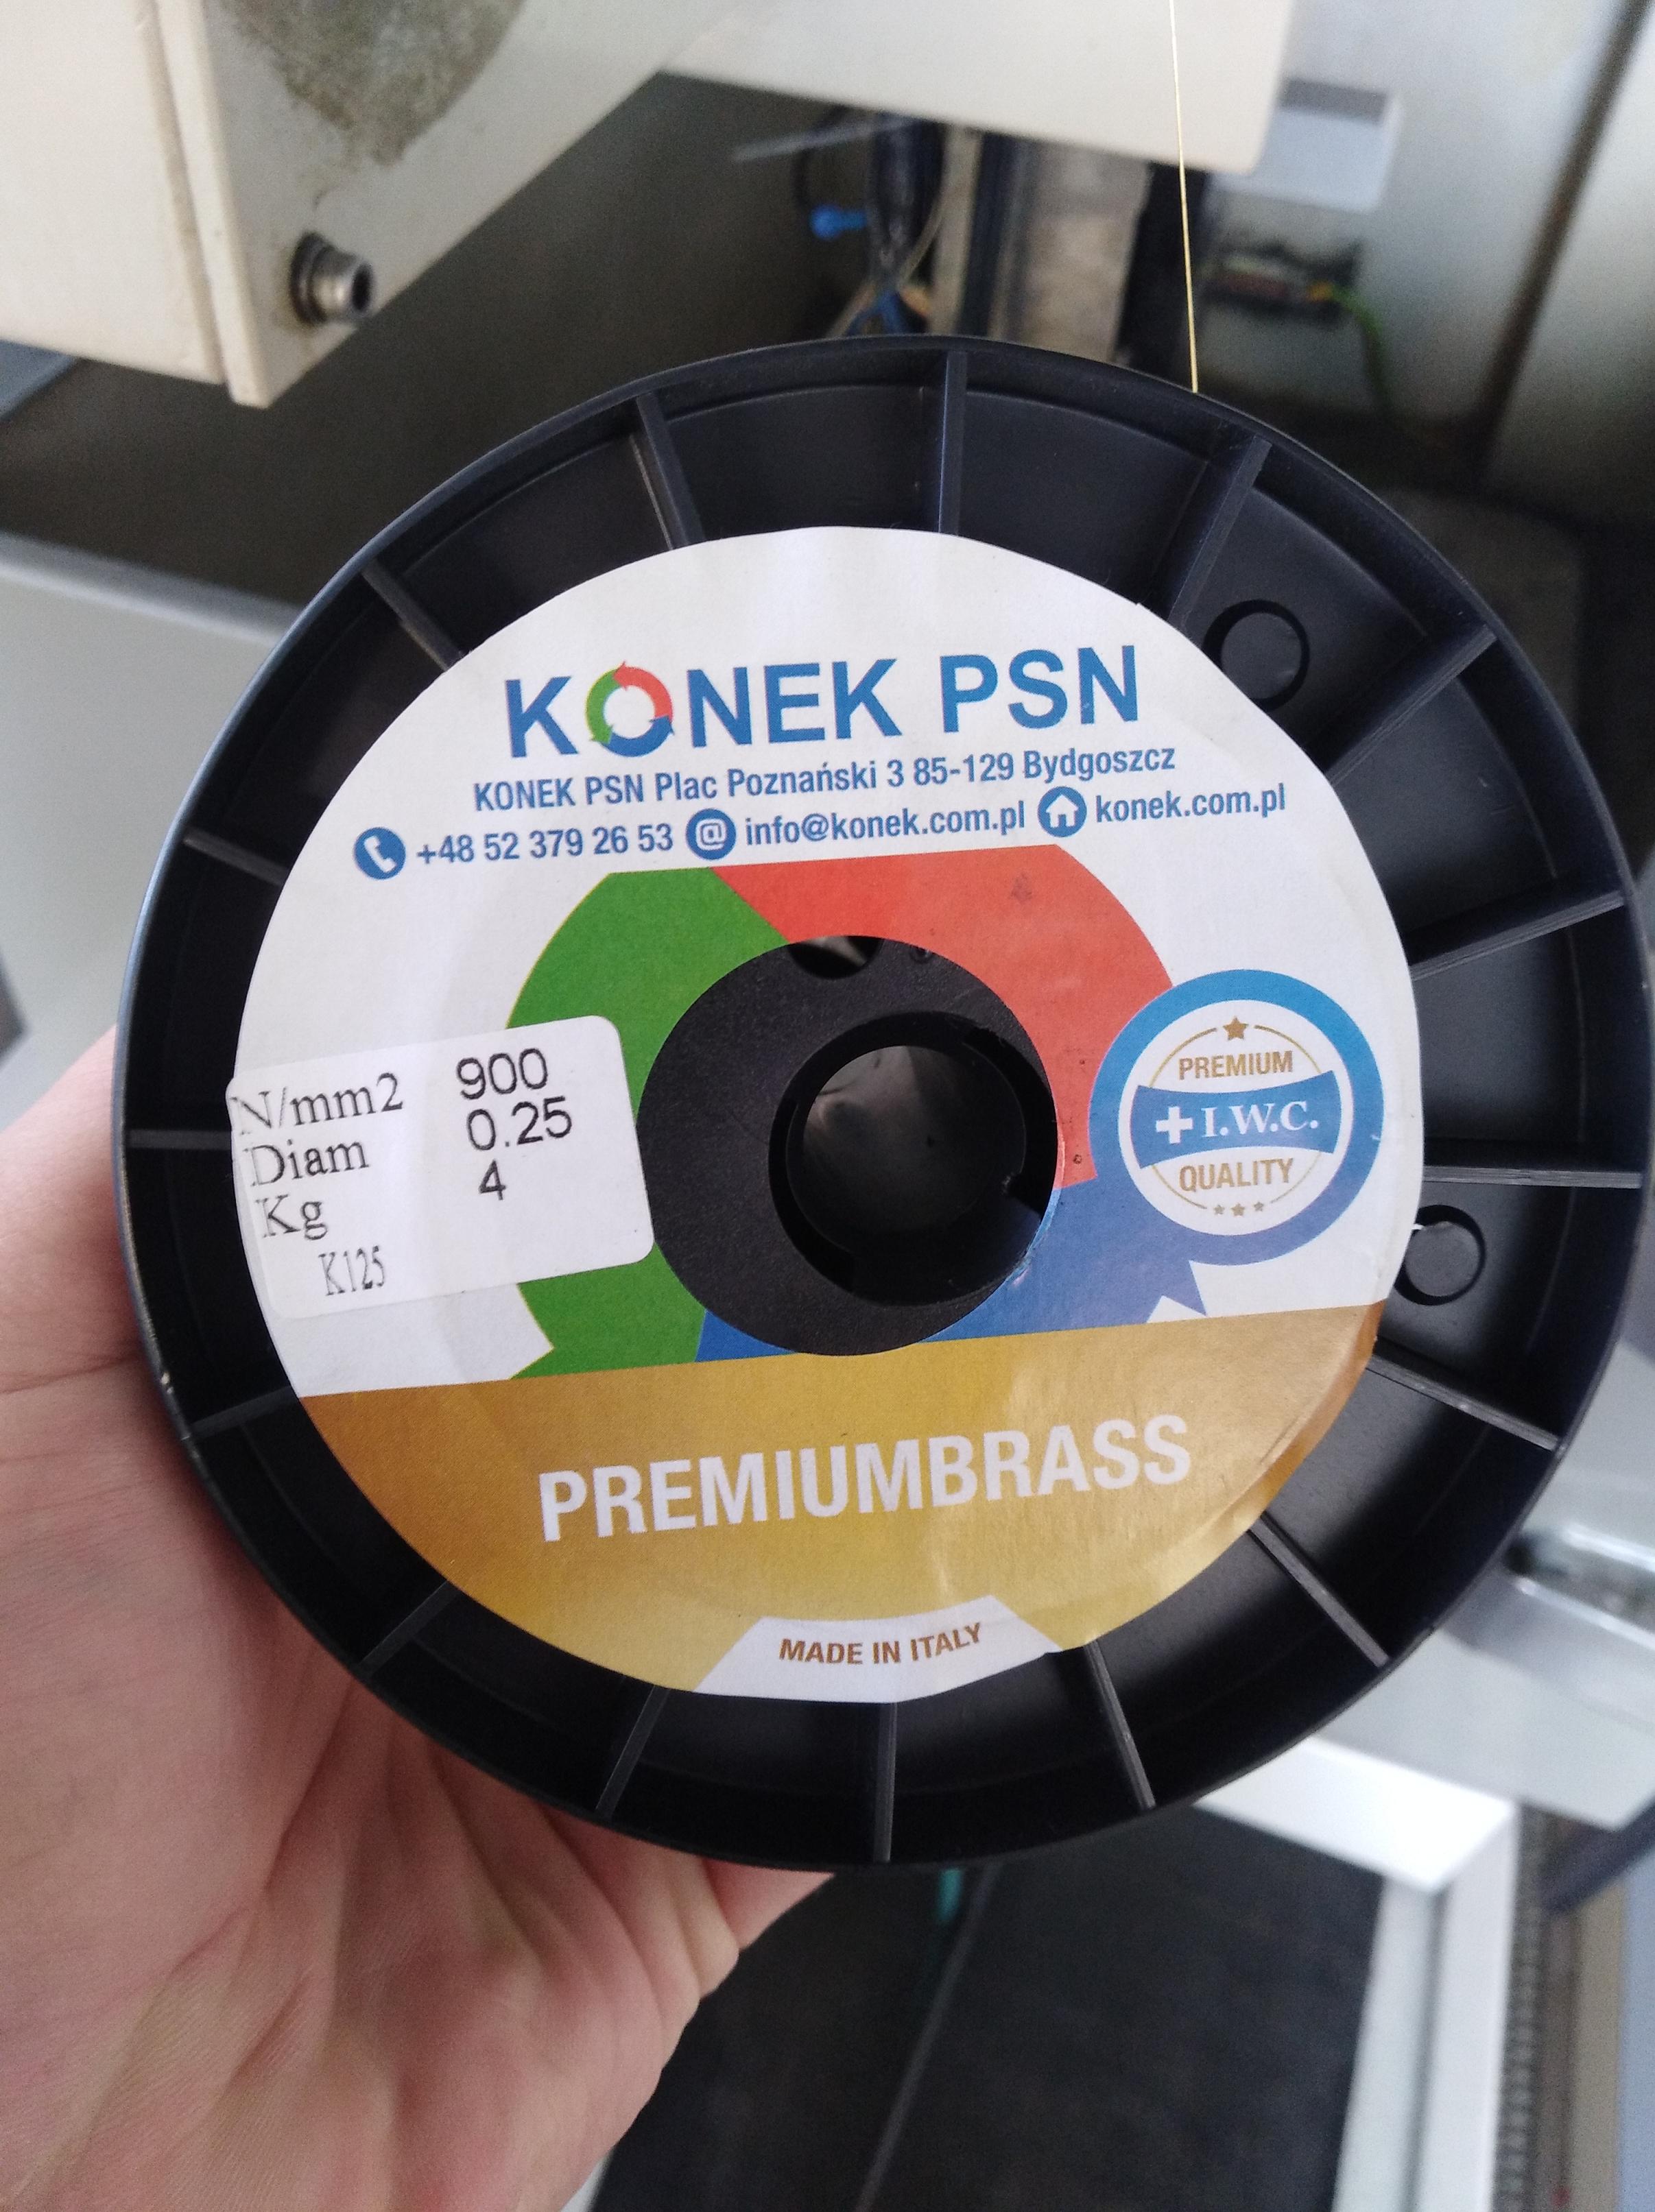 KONEK PSN
KONEK PSN Plac Poznański 3 85-129 Bydgoszcz
+48 52 379 26 53 @ info@konek.com.pl konek.com.pl
N/mm2 900
Diam 0.25
Kg 4
K125
PREMIUM
+ I.W.C.
QUALITY
PREMIUMBRASS
MADE IN ITALY